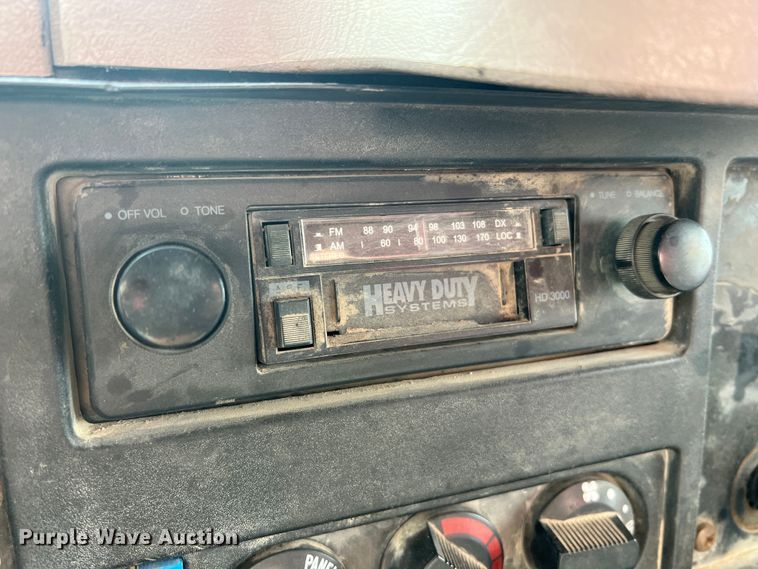 OFF VOL TONE
TUNE BALANCE
FM 88 90 94 98 103 108 DX
AM 60 80 100 130 170 LOC
HEAVY DUTY
SYSTEMS
HD-3000
PANEL
Purple Wave Auction